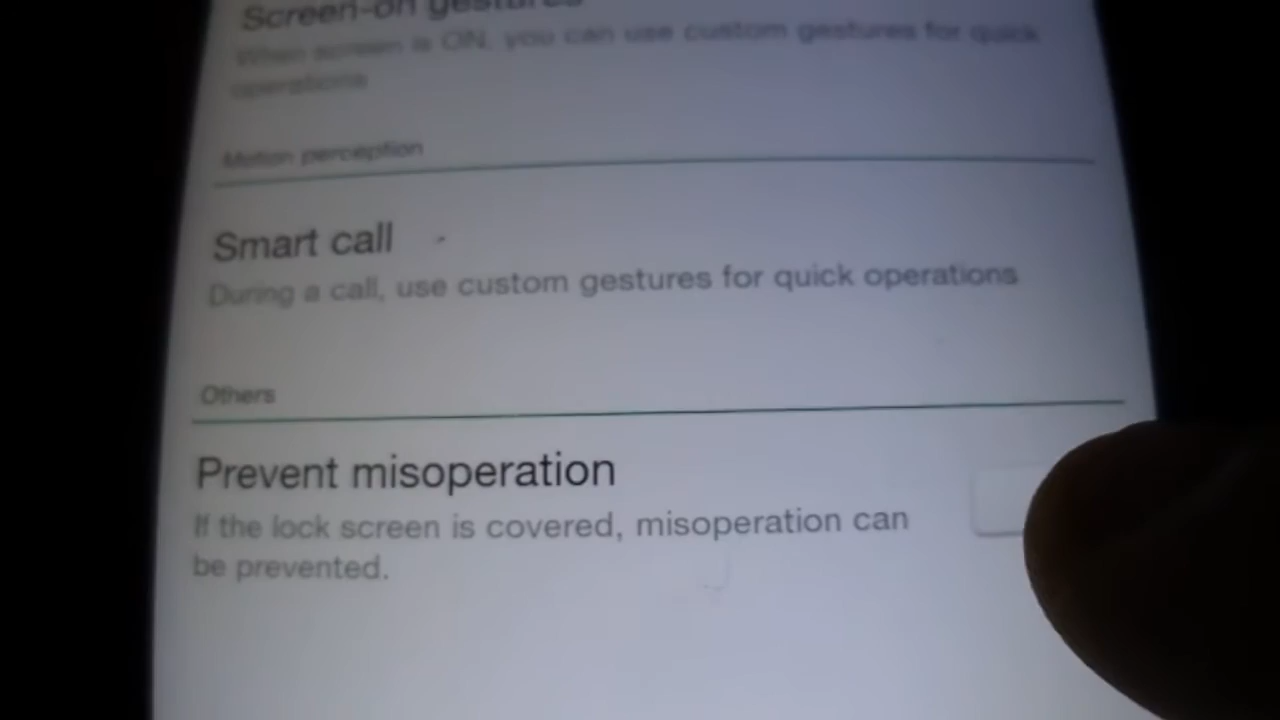 Screen-on gestures
When screen is ON, you can use custom gestures for quick
operations
Motion perception
Smart call
During a call, use custom gestures for quick operations
Others
Prevent misoperation
If the lock screen is covered, misoperation can
be prevented.